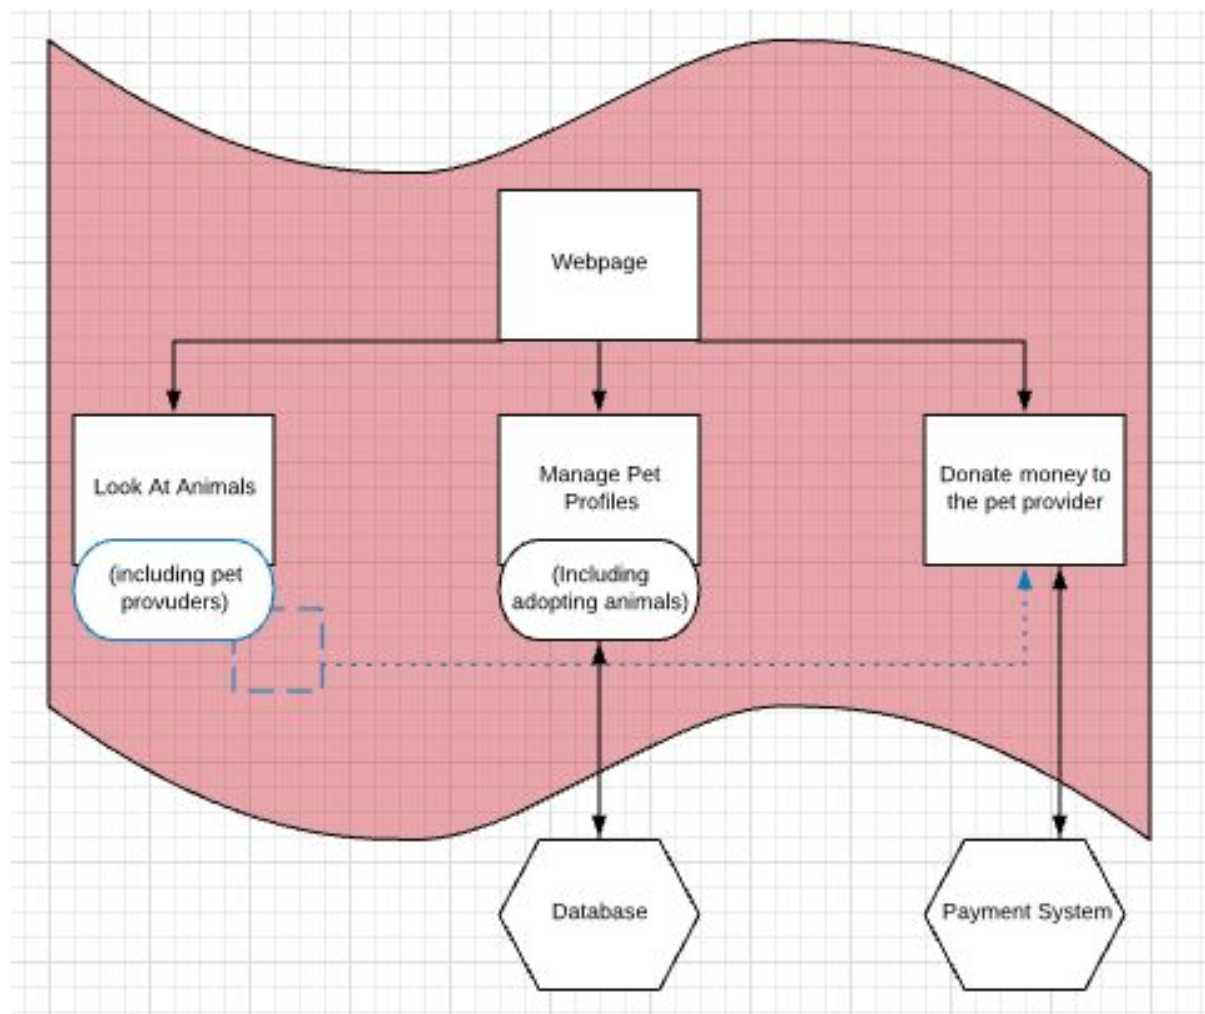 Webpage
Look At Animals
(including pet
provuders)
Manage Pet
Profiles
(Including
adopting animals)
Donate money to
the pet provider
Database
Payment System